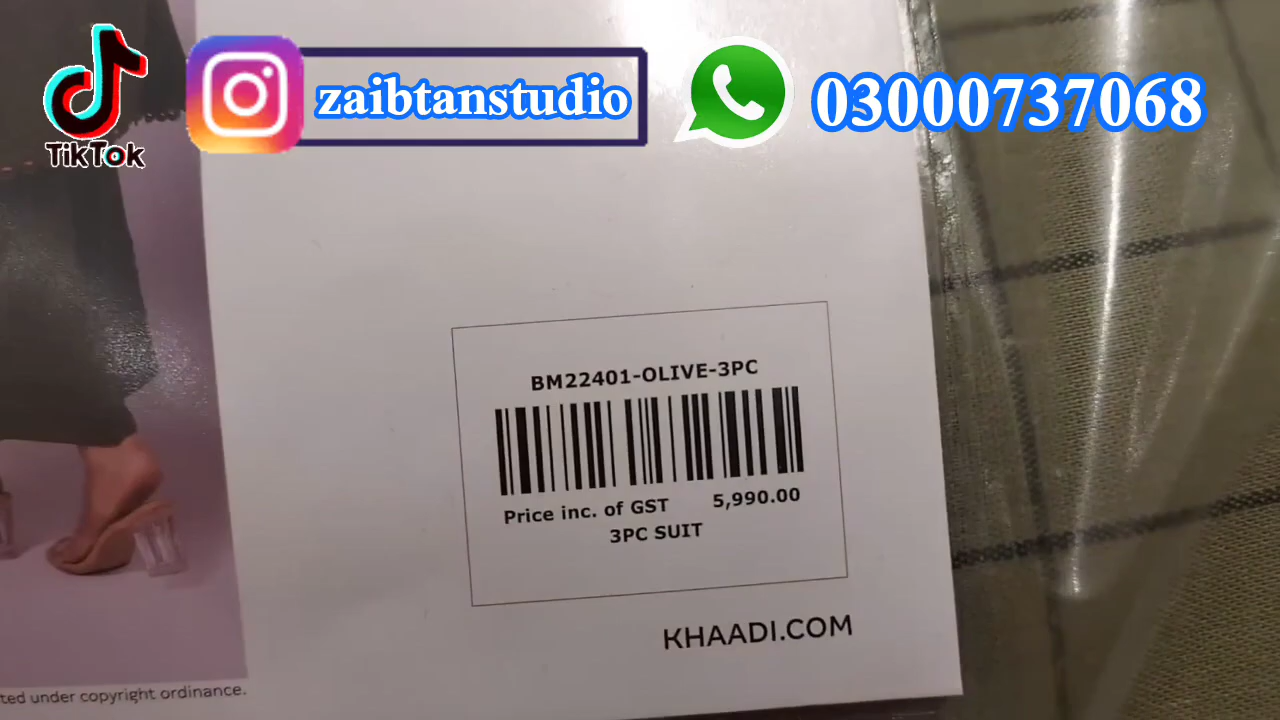 TikTok
zaibtanstudio
03000737068
BM22401-OLIVE-3PC
Price inc. of GST 5,990.00
3PC SUIT
KHAADI.COM
under copyright ordinance.